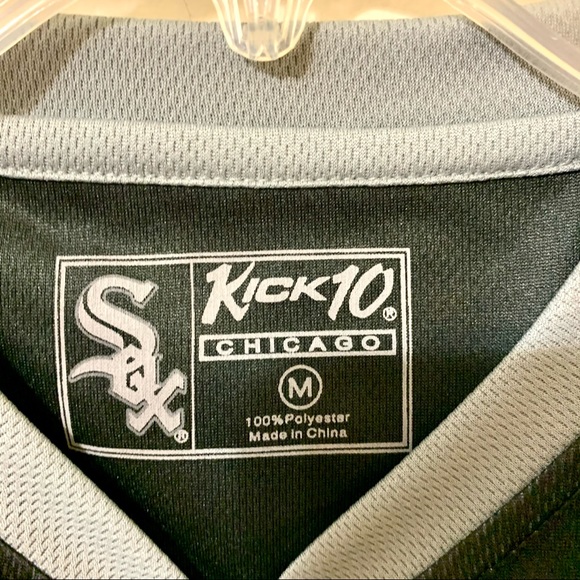 SOX®
KICK10®
CHICAGO
M
100% Polyester
Made in China